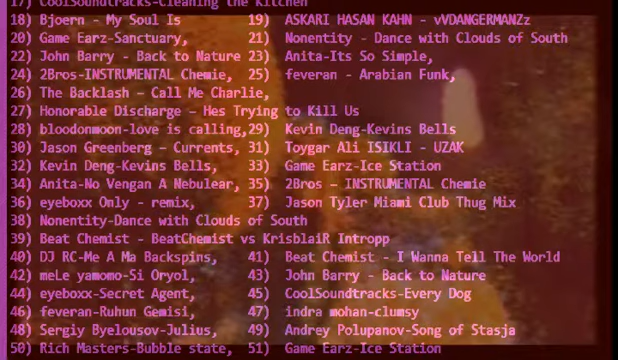 17) CoolSoundtracks-Cleaning the Kitchen
18) Bjoern - My Soul Is 19) ASKARI HASAN KAHN - vVDANGERMANZz
20) Game Earz-Sanctuary, 21) Nonentity - Dance with Clouds of South
22) John Barry - Back to Nature 23) Anita-Its So Simple,
24) 2Bros-INSTRUMENTAL Chemie, 25) feveran - Arabian Funk,
26) The Backlash - Call Me Charlie,
27) Honorable Discharge - Hes Trying to Kill Us
28) bloodonmoon-love is calling,29) Kevin Deng-Kevins Bells
30) Jason Greenberg - Currents, 31) Toygar Ali ISIKLI - UZAK
32) Kevin Deng-Kevins Bells, 33) Game Earz-Ice Station
34) Anita-No Vengan A Nebulear, 35) 2Bros - INSTRUMENTAL Chemie
36) eyeboxx Only - remix, 37) Jason Tyler Miami Club Thug Mix
38) Nonentity-Dance with Clouds of South
39) Beat Chemist - BeatChemist vs KrisblaiR Intropp
40) DJ RC-Me A Ma Backspins, 41) Beat Chemist - I Wanna Tell The World
42) meLe yamomo-Si Oryol, 43) John Barry - Back to Nature
44) eyeboxx-Secret Agent, 45) CoolSoundtracks-Every Dog
46) feveran-Ruhun Gemisi, 47) indra mohan-clumsy
48) Sergiy Byelousov-Julius, 49) Andrey Polupanov-Song of Stasja
50) Rich Masters-Bubble state, 51) Game Earz-Ice Station